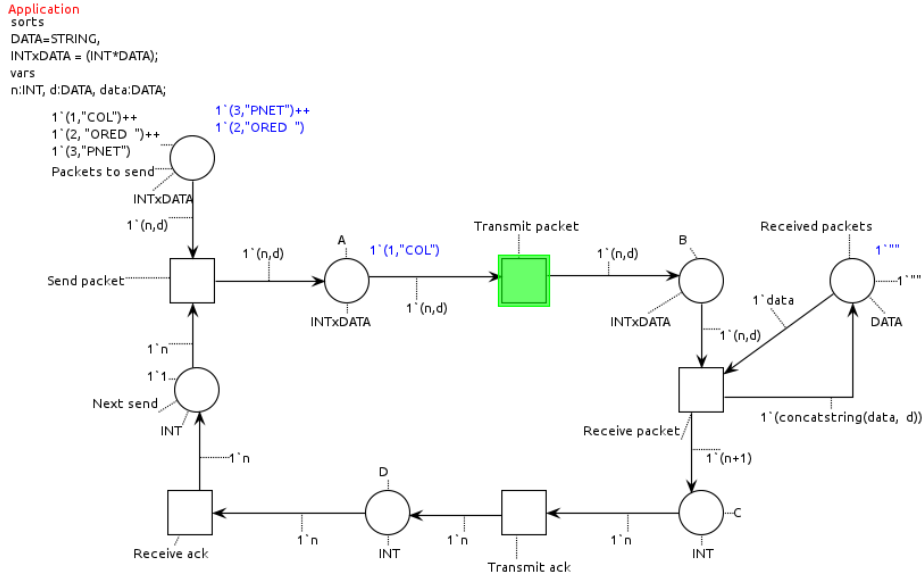 Application
sorts
DATA=STRING,
INTxDATA = (INT*DATA);
vars
n:INT, d:DATA, data:DATA;
1`(1,"COL")++
1`(2, "ORED  ")++
1`(3,"PNET")
1`(3,"PNET")++
1`(2,"ORED  ")
Packets to send
INTxDATA
1`(n,d)
Send packet
1`(n,d)
A
1`(1,"COL")
INTxDATA
1`(n,d)
Transmit packet
1`(n,d)
B
INTxDATA
Received packets
1`""
1`""
DATA
1`data
1`(n,d)
1`n
1`1
Next send
INT
Receive packet
1`(concatstring(data,  d))
1`n
1`(n+1)
D
C
Receive ack
1`n
INT
1`n
Transmit ack
1`n
INT